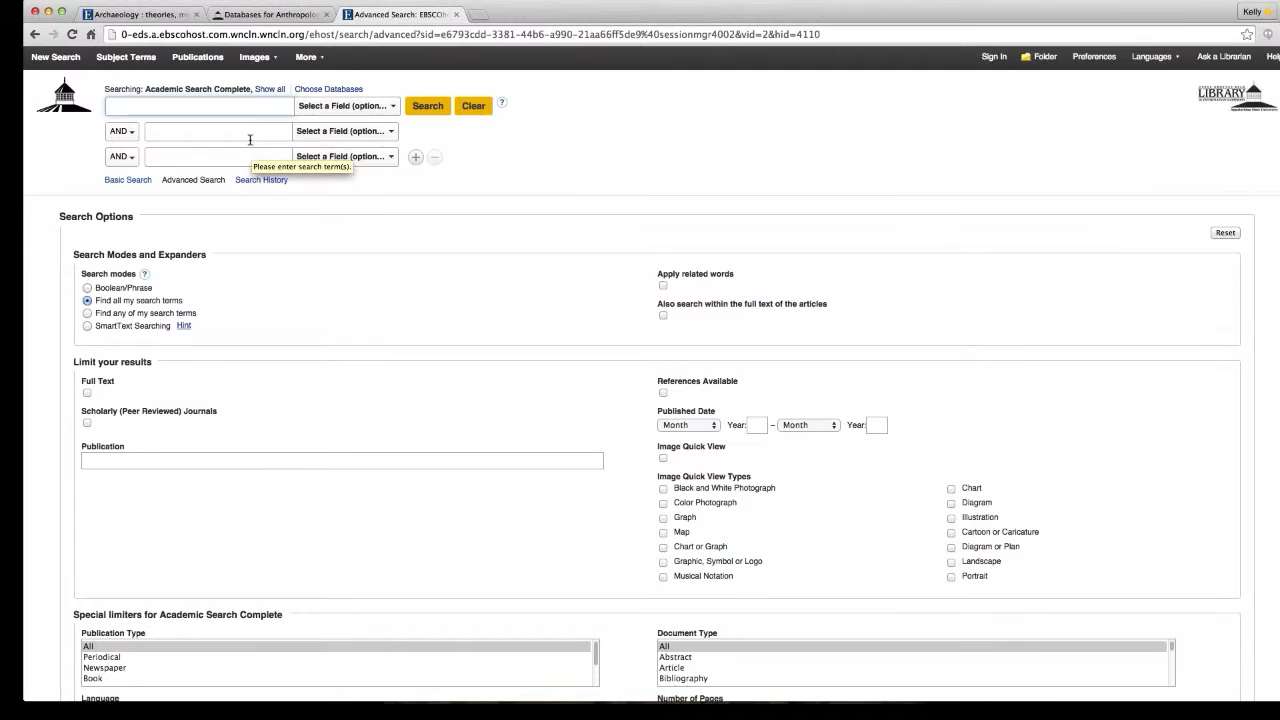 Archaeology : theories, m
Databases for Anthropolo
Advanced Search: EBSCOh
Kelly
0-eds.a.ebscohost.com.wncln.wncln.org/ehost/search/advanced?sid=e6793cdd-3381-44b6-a990-21aa66ff5de9%40sessionmgr4002&vid=2&hid=4110
New Search Subject Terms Publications Images More Sign In Folder Preferences Languages Ask a Librarian Hel
Searching: Academic Search Complete, Show all Choose Databases
Select a Field (option... Search Clear ?
LIBRARY
AND Select a Field (option...
AND Select a Field (option...
Please enter search term(s).
Basic Search Advanced Search Search History
Search Options
Reset
Search Modes and Expanders
Search modes ?
Boolean/Phrase
Find all my search terms
Find any of my search terms
SmartText Searching Hint
Apply related words
Also search within the full text of the articles
Limit your results
Full Text
Scholarly (Peer Reviewed) Journals
Publication
References Available
Published Date
Month Year: – Month Year:
Image Quick View
Image Quick View Types
Black and White Photograph
Color Photograph
Graph
Map
Chart or Graph
Graphic, Symbol or Logo
Musical Notation
Chart
Diagram
Illustration
Cartoon or Caricature
Diagram or Plan
Landscape
Portrait
Special limiters for Academic Search Complete
Publication Type
All
Periodical
Newspaper
Book
Document Type
All
Abstract
Article
Bibliography
Language
Number of Pages